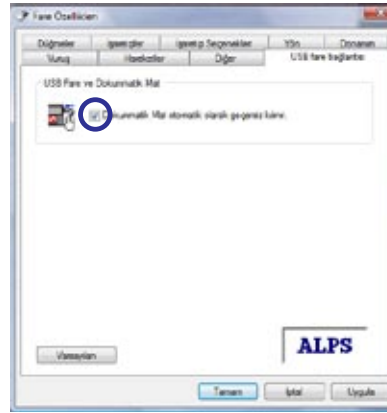 Fare Özellikleri
Düğmeler İşaretçiler İşaretçi Seçenekleri Yön Donanım
Vuruş Hareketler Diğer USB fare bağlantısı
USB Fare ve Dokunmatik Mat
Dokunmatik Mat otomatik olarak geçersiz kılınır.
Varsayılan
ALPS
Tamam İptal Uygula